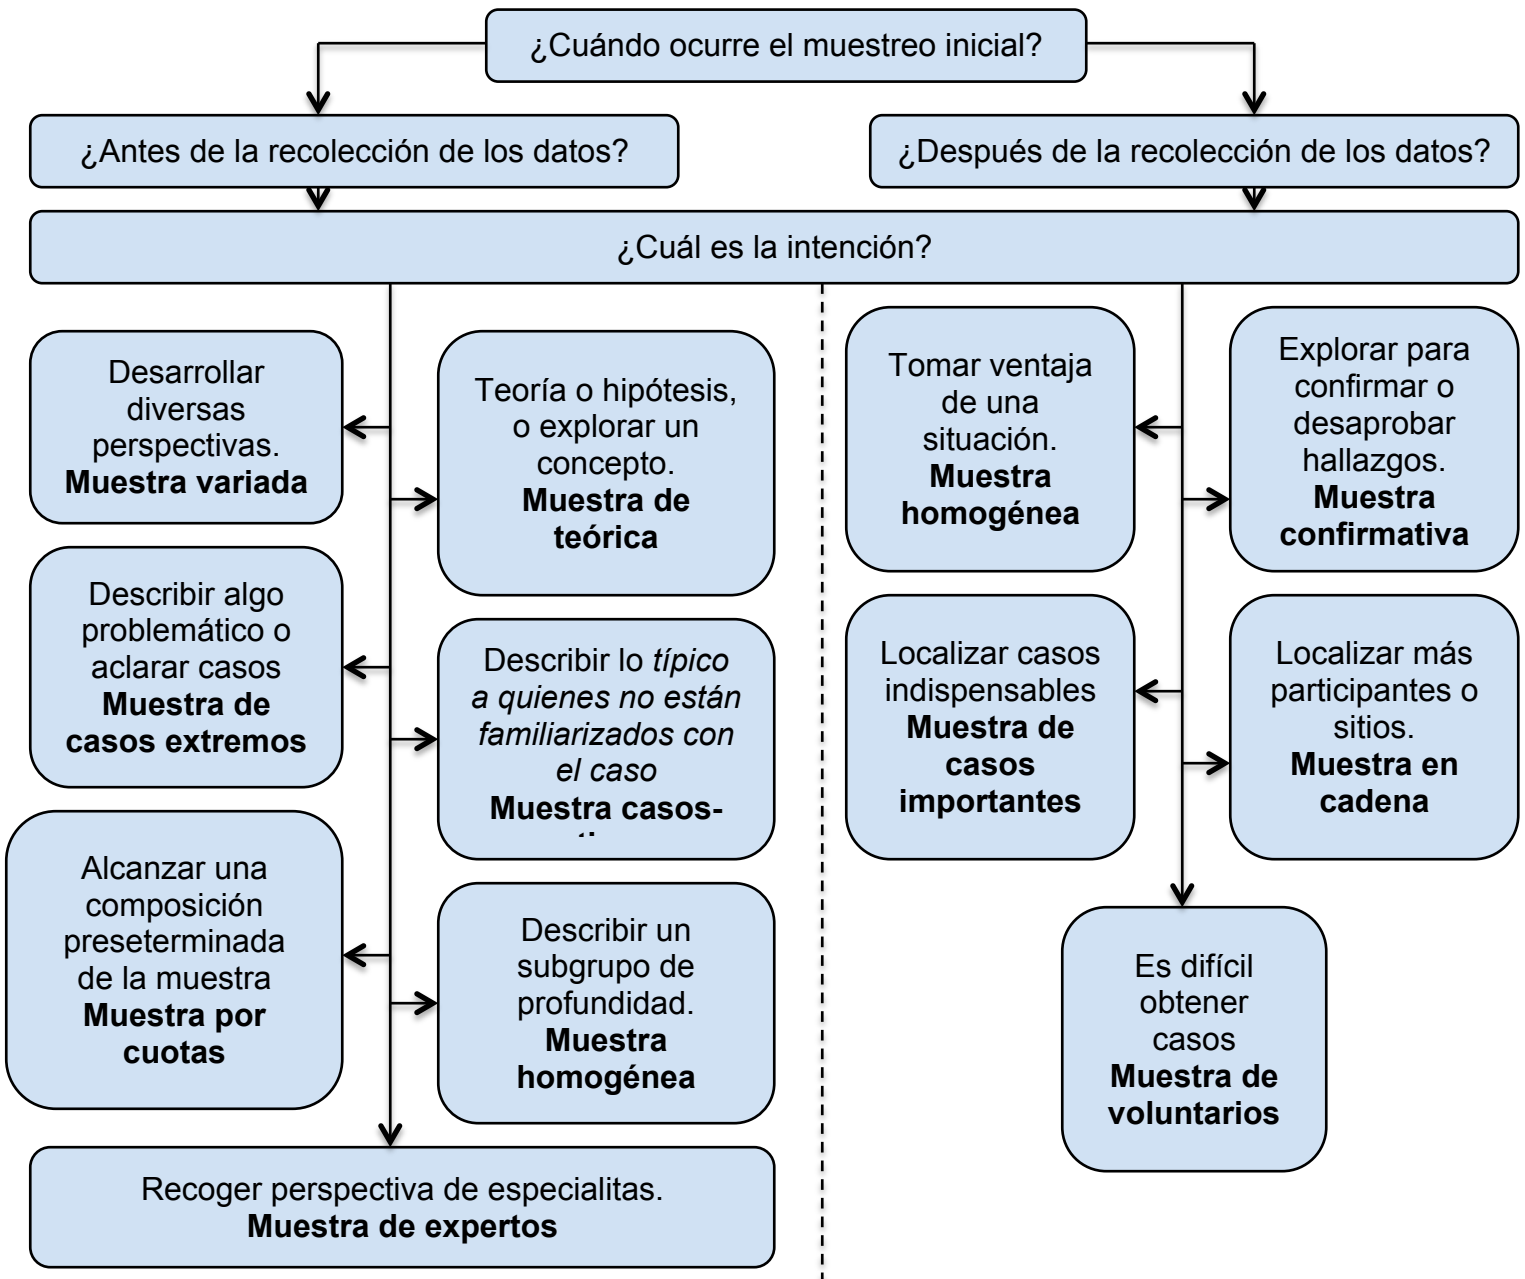 ¿Cuándo ocurre el muestreo inicial?
¿Antes de la recolección de los datos?
¿Después de la recolección de los datos?
¿Cuál es la intención?
Desarrollar
diversas
perspectivas.
Muestra variada
Teoría o hipótesis,
o explorar un
concepto.
Muestra de
teórica
Tomar ventaja
de una
situación.
Muestra
homogénea
Explorar para
confirmar o
desaprobar
hallazgos.
Muestra
confirmativa
Describir algo
problemático o
aclarar casos
Muestra de
casos extremos
Describir lo típico
a quienes no están
familiarizados con
el caso
Muestra casos-
Localizar casos
indispensables
Muestra de
casos
importantes
Localizar más
participantes o
sitios.
Muestra en
cadena
Alcanzar una
composición
preseterminada
de la muestra
Muestra por
cuotas
Describir un
subgrupo de
profundidad.
Muestra
homogénea
Es difícil
obtener
casos
Muestra de
voluntarios
Recoger perspectiva de especialitas.
Muestra de expertos